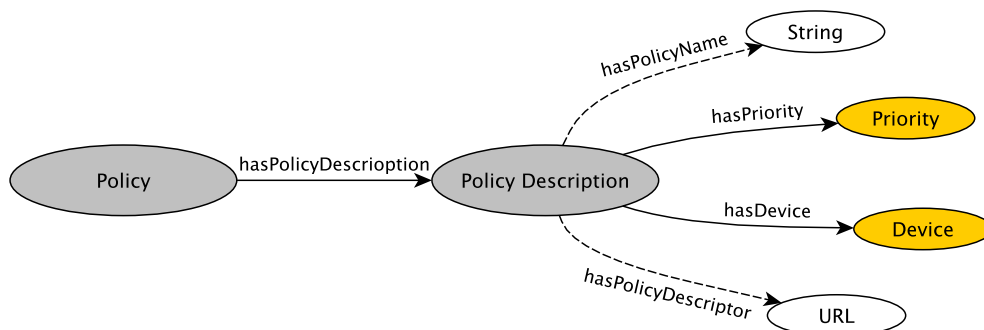 String
hasPolicyName
hasPriority
Priority
Policy
hasPolicyDescrioption
Policy Description
hasDevice
Device
hasPolicyDescriptor
URL